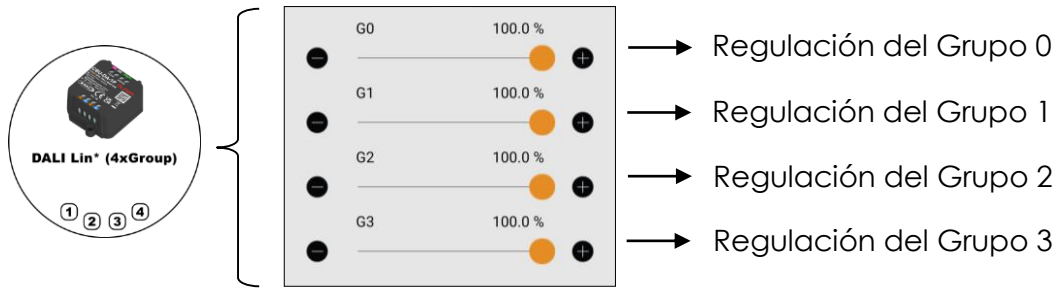 DALI Lin* (4xGroup)
1 2 3 4
G0 100.0 %
G1 100.0 %
G2 100.0 %
G3 100.0 %
Regulación del Grupo 0
Regulación del Grupo 1
Regulación del Grupo 2
Regulación del Grupo 3